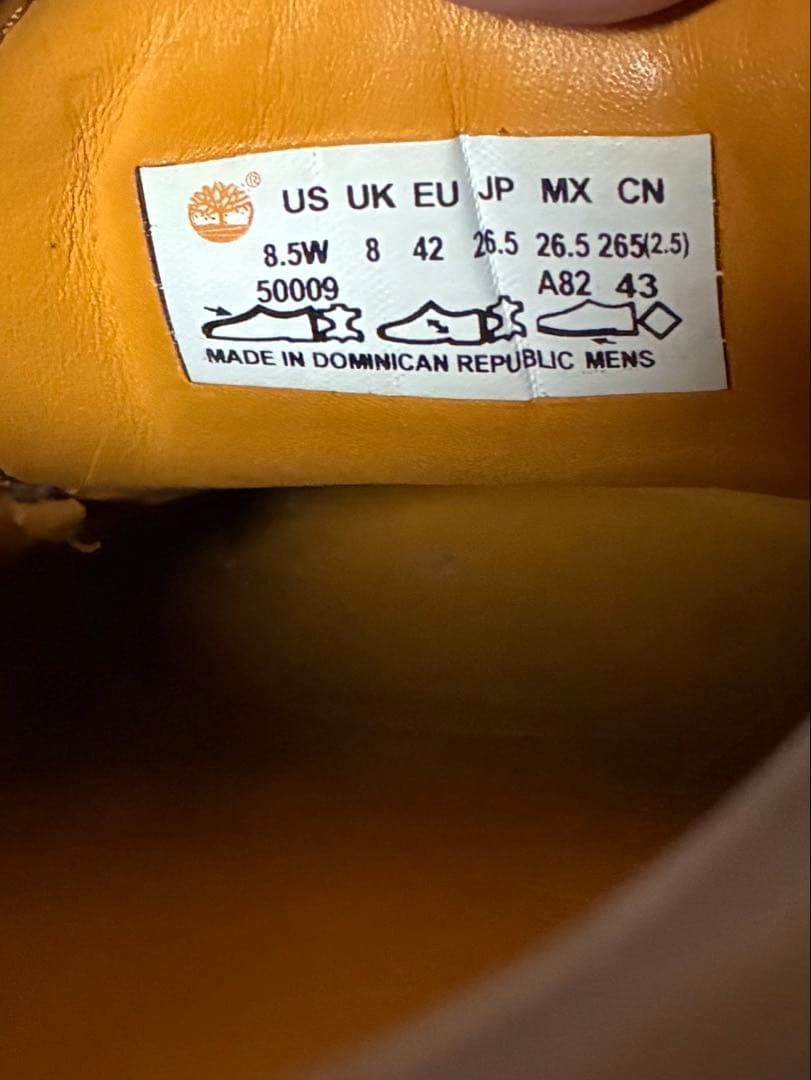 ® US UK EU JP MX CN
8.5W 8 42 26.5 26.5 265(2.5)
50009 A82 43
MADE IN DOMINICAN REPUBLIC MENS